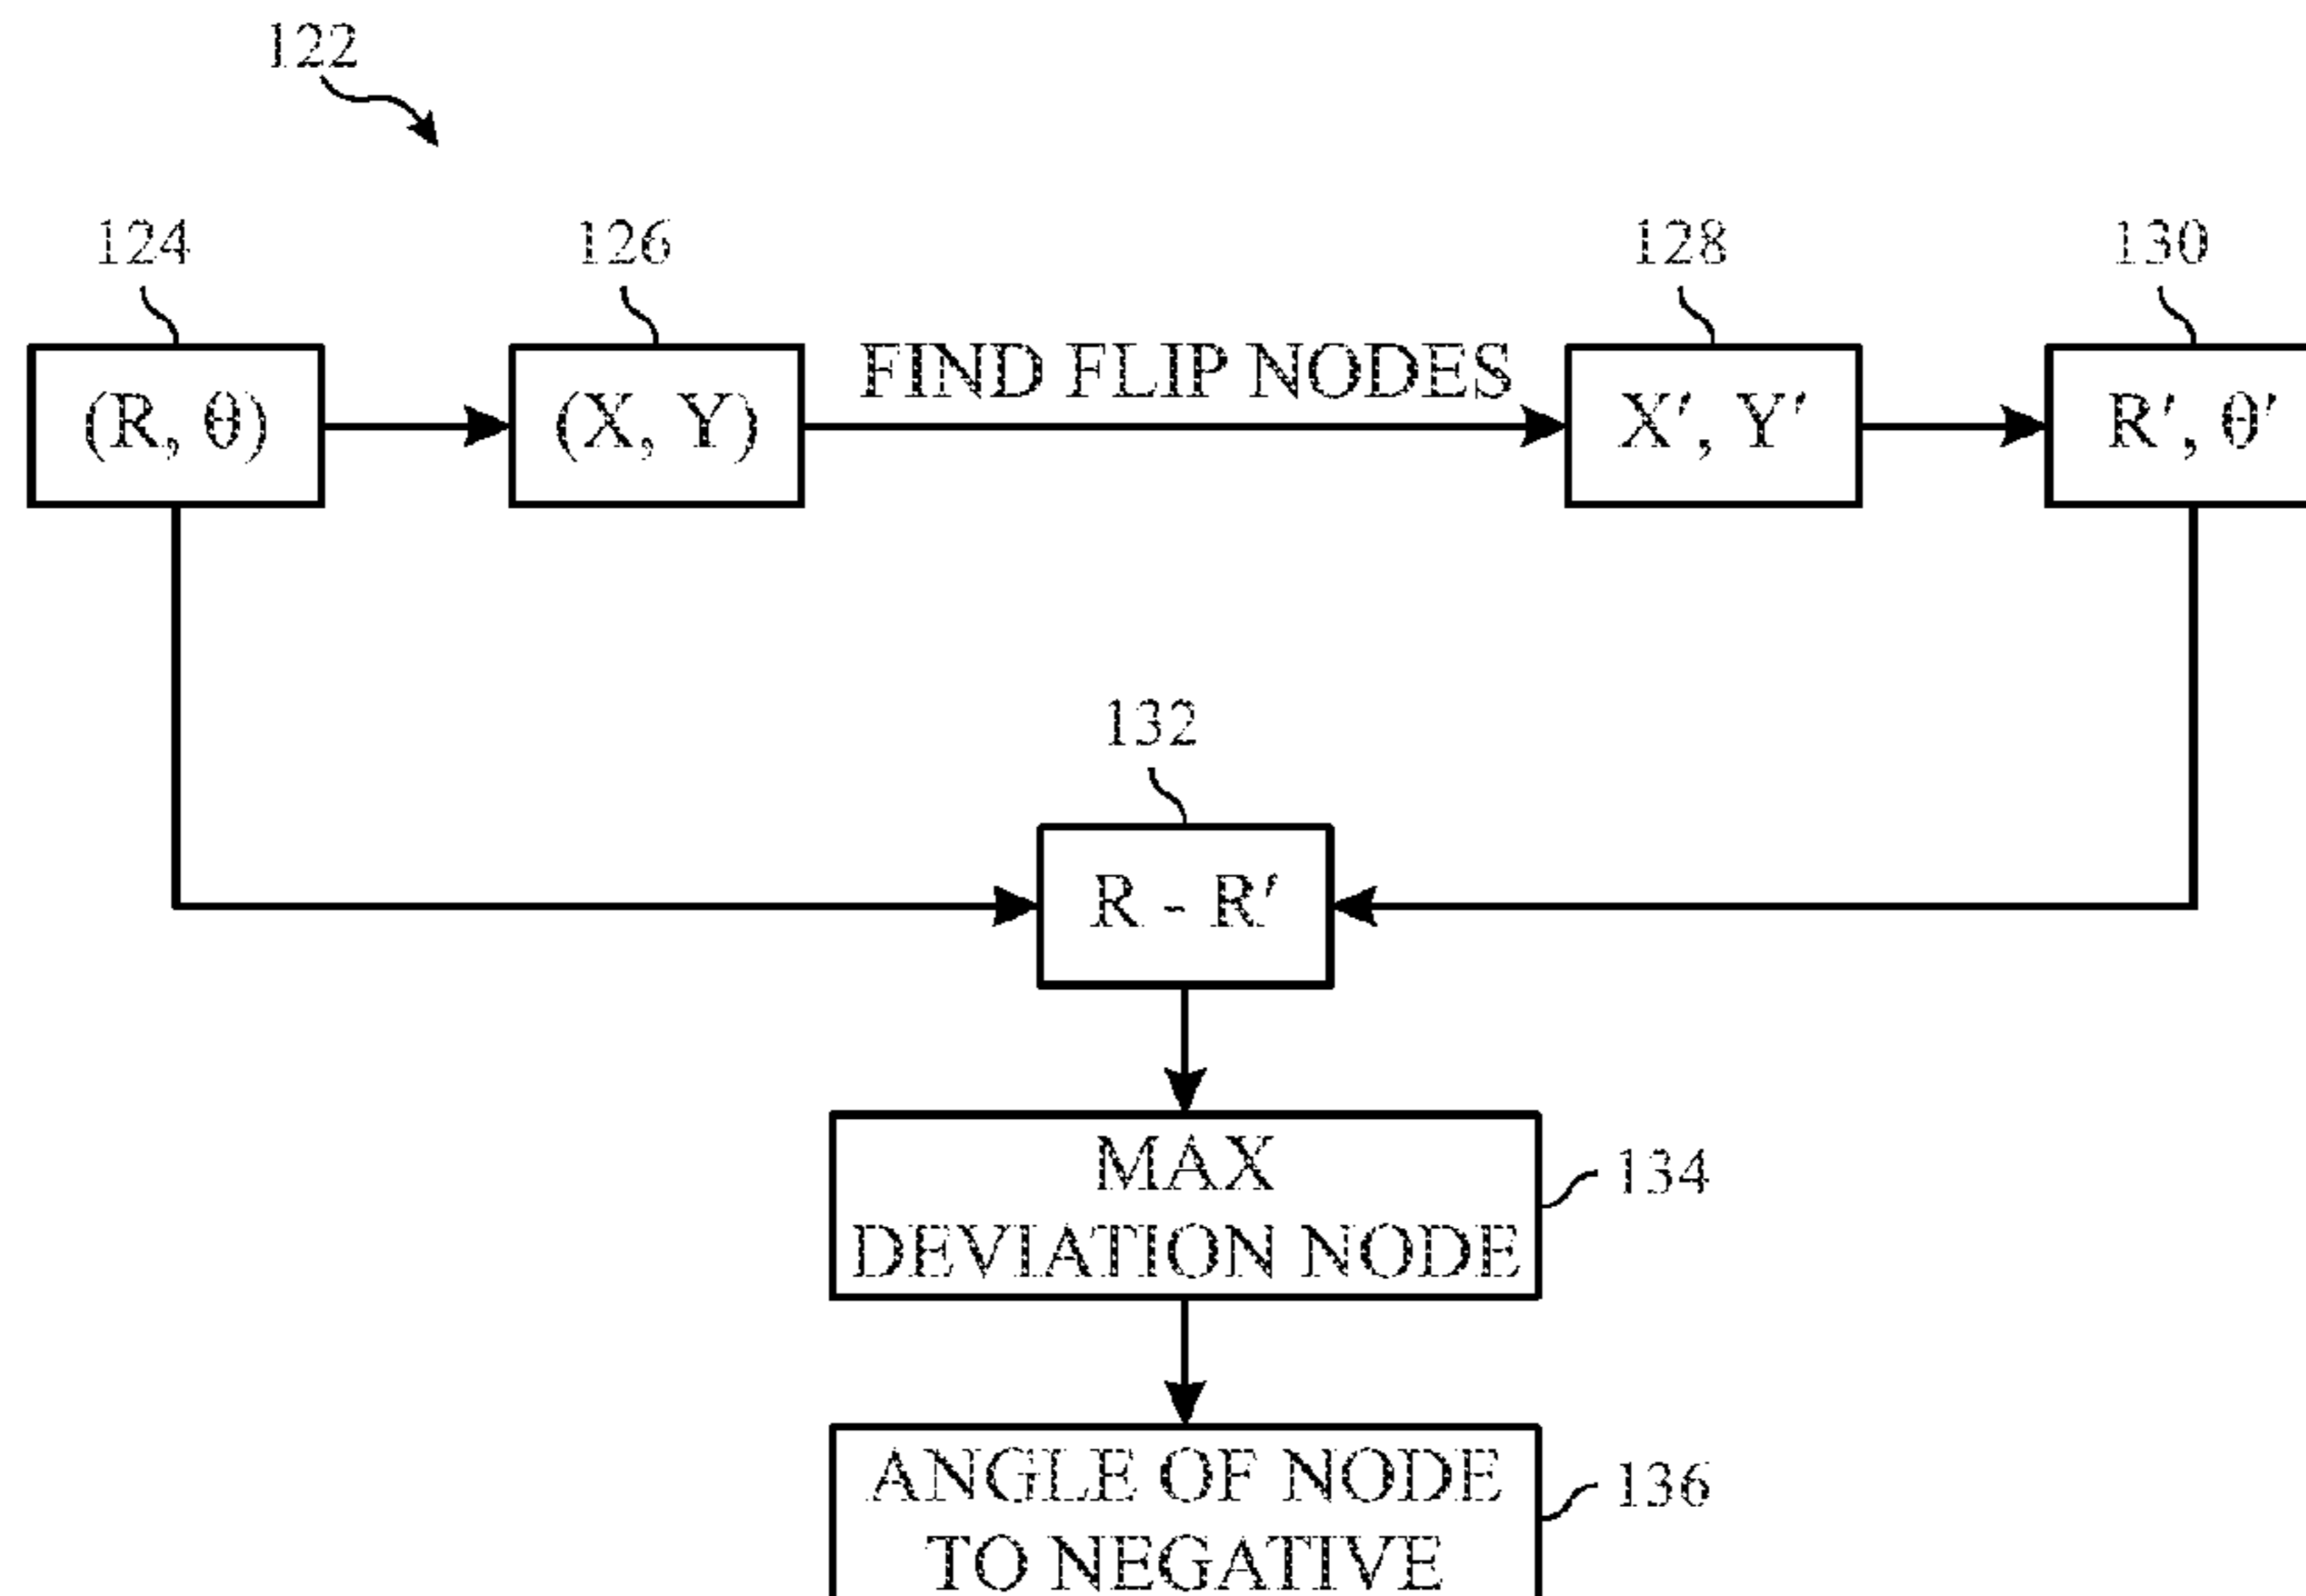 122
124
126
128
130
(R, θ)
(X, Y)
FIND FLIP NODES
X′, Y′
R′, θ′
132
R - R′
MAX
DEVIATION NODE
134
ANGLE OF NODE
TO NEGATIVE
136